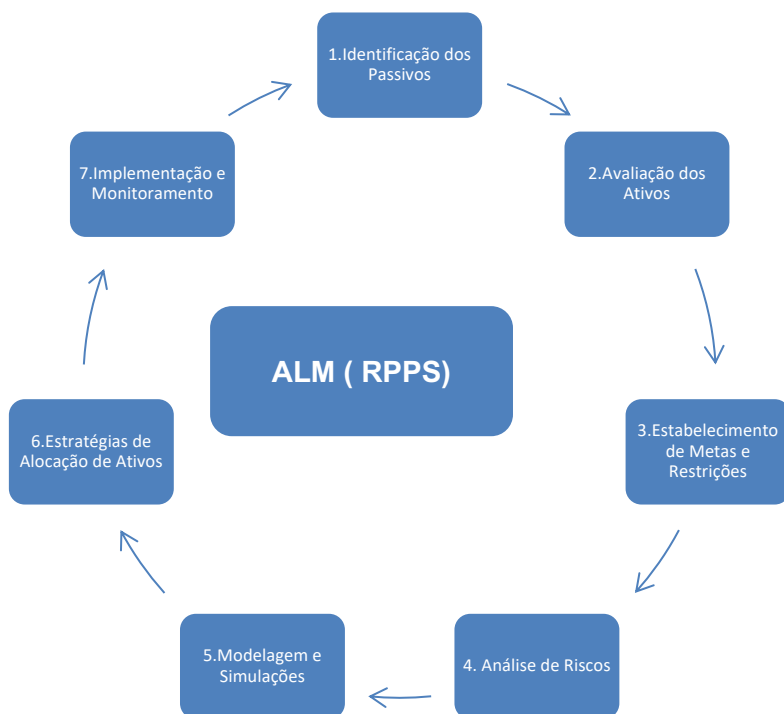 1.Identificação dos
Passivos
2.Avaliação dos
Ativos
3.Estabelecimento
de Metas e
Restrições
4. Análise de Riscos
5.Modelagem e
Simulações
6.Estratégias de
Alocação de Ativos
7.Implementação e
Monitoramento
ALM ( RPPS)